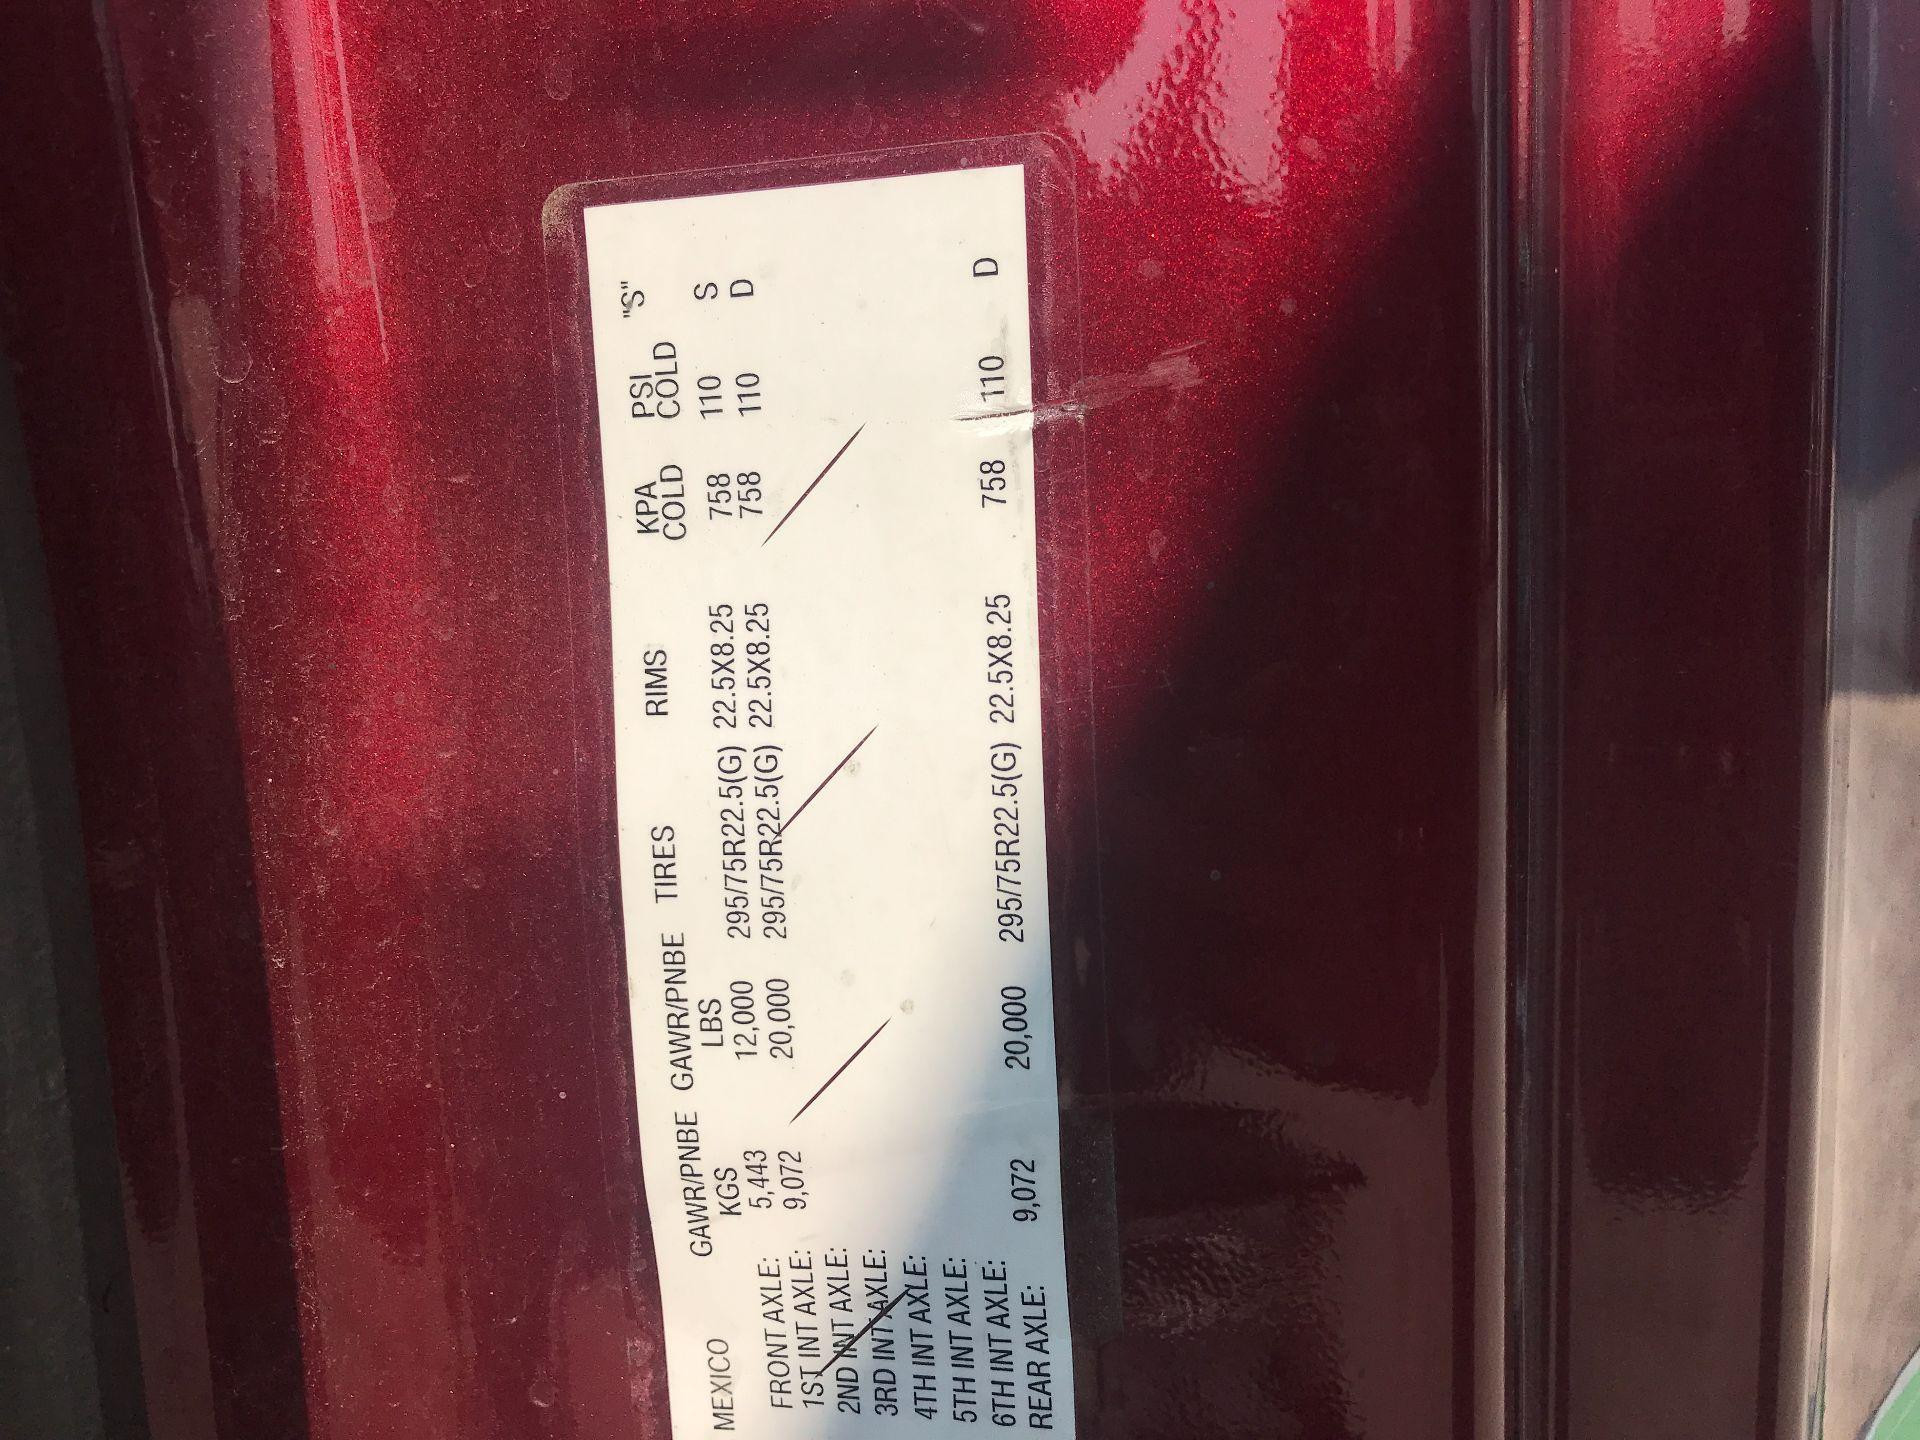 MEXICO GAWR/PNBE GAWR/PNBE TIRES RIMS KPA PSI "S"
KGS LBS COLD COLD
FRONT AXLE: 5,443 12,000 295/75R22.5(G) 22.5X8.25 758 110 S
1ST INT AXLE: 9,072 20,000 295/75R22.5(G) 22.5X8.25 758 110 D
2ND INT AXLE:
3RD INT AXLE:
4TH INT AXLE:
5TH INT AXLE:
6TH INT AXLE:
REAR AXLE: 9,072 20,000 295/75R22.5(G) 22.5X8.25 758 110 D